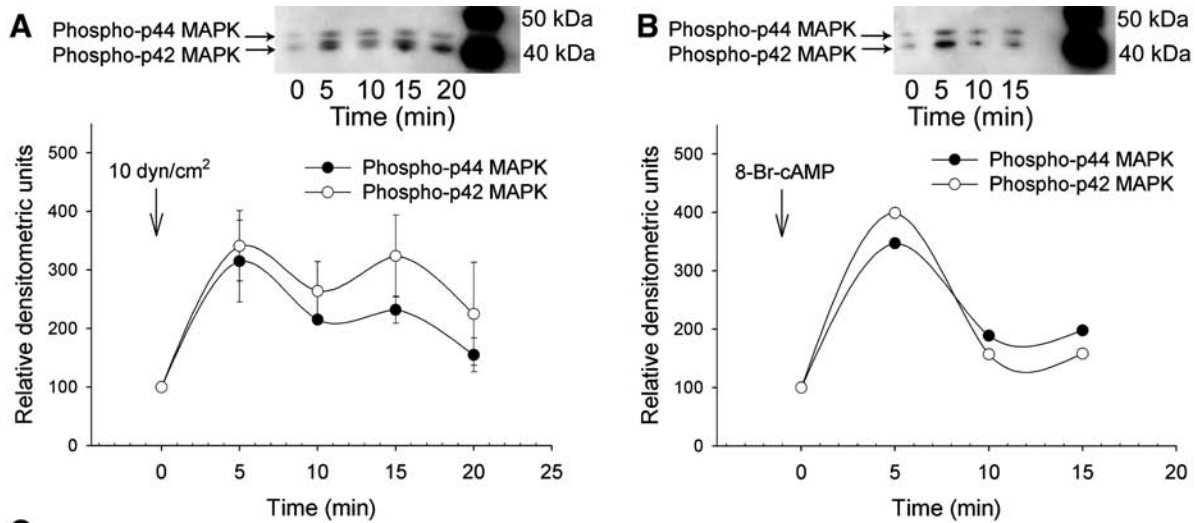 A
Phospho-p44 MAPK
Phospho-p42 MAPK
50 kDa
40 kDa
0 5 10 15 20
Time (min)
Relative densitometric units
500
400
300
200
100
0
10 dyn/cm²
Phospho-p44 MAPK
Phospho-p42 MAPK
0 5 10 15 20 25
Time (min)
B
Phospho-p44 MAPK
Phospho-p42 MAPK
50 kDa
40 kDa
0 5 10 15
Time (min)
Relative densitometric units
500
400
300
200
100
0
8-Br-cAMP
Phospho-p44 MAPK
Phospho-p42 MAPK
0 5 10 15 20
Time (min)